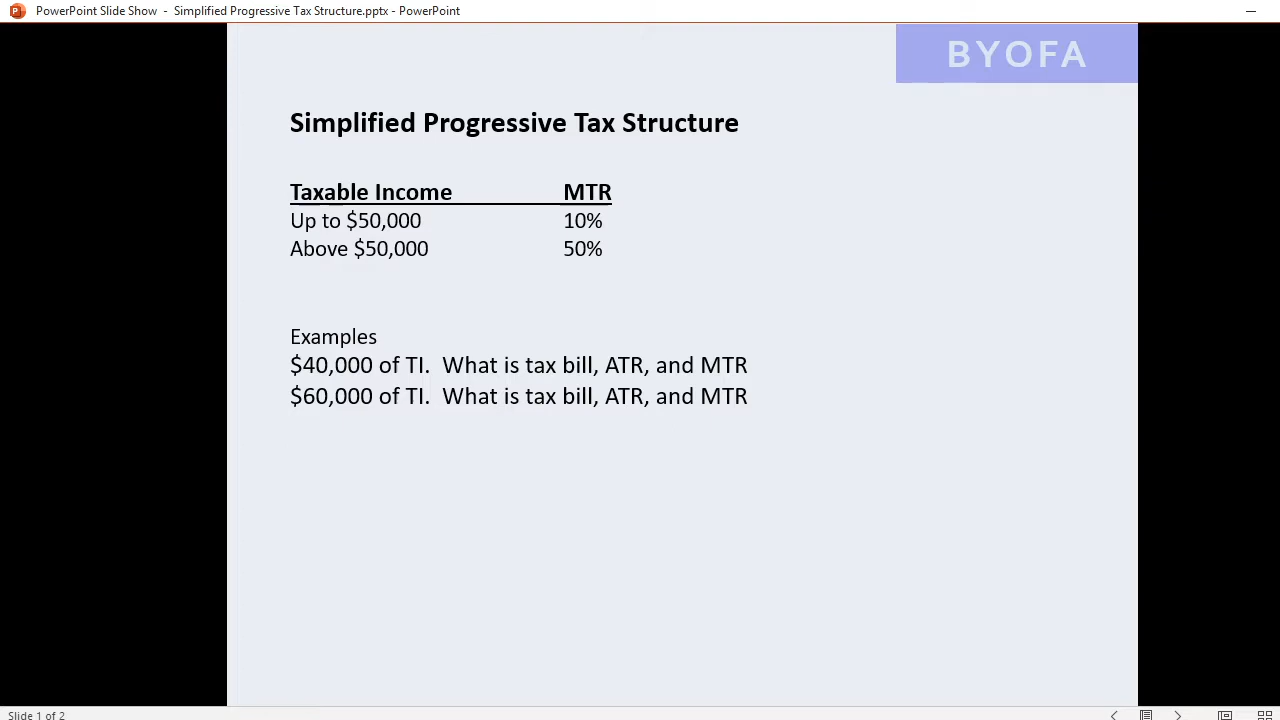 PowerPoint Slide Show - Simplified Progressive Tax Structure.pptx - PowerPoint
BYOFA
Simplified Progressive Tax Structure
Taxable Income MTR
Up to $50,000 10%
Above $50,000 50%
Examples
$40,000 of TI. What is tax bill, ATR, and MTR
$60,000 of TI. What is tax bill, ATR, and MTR
Slide 1 of 2